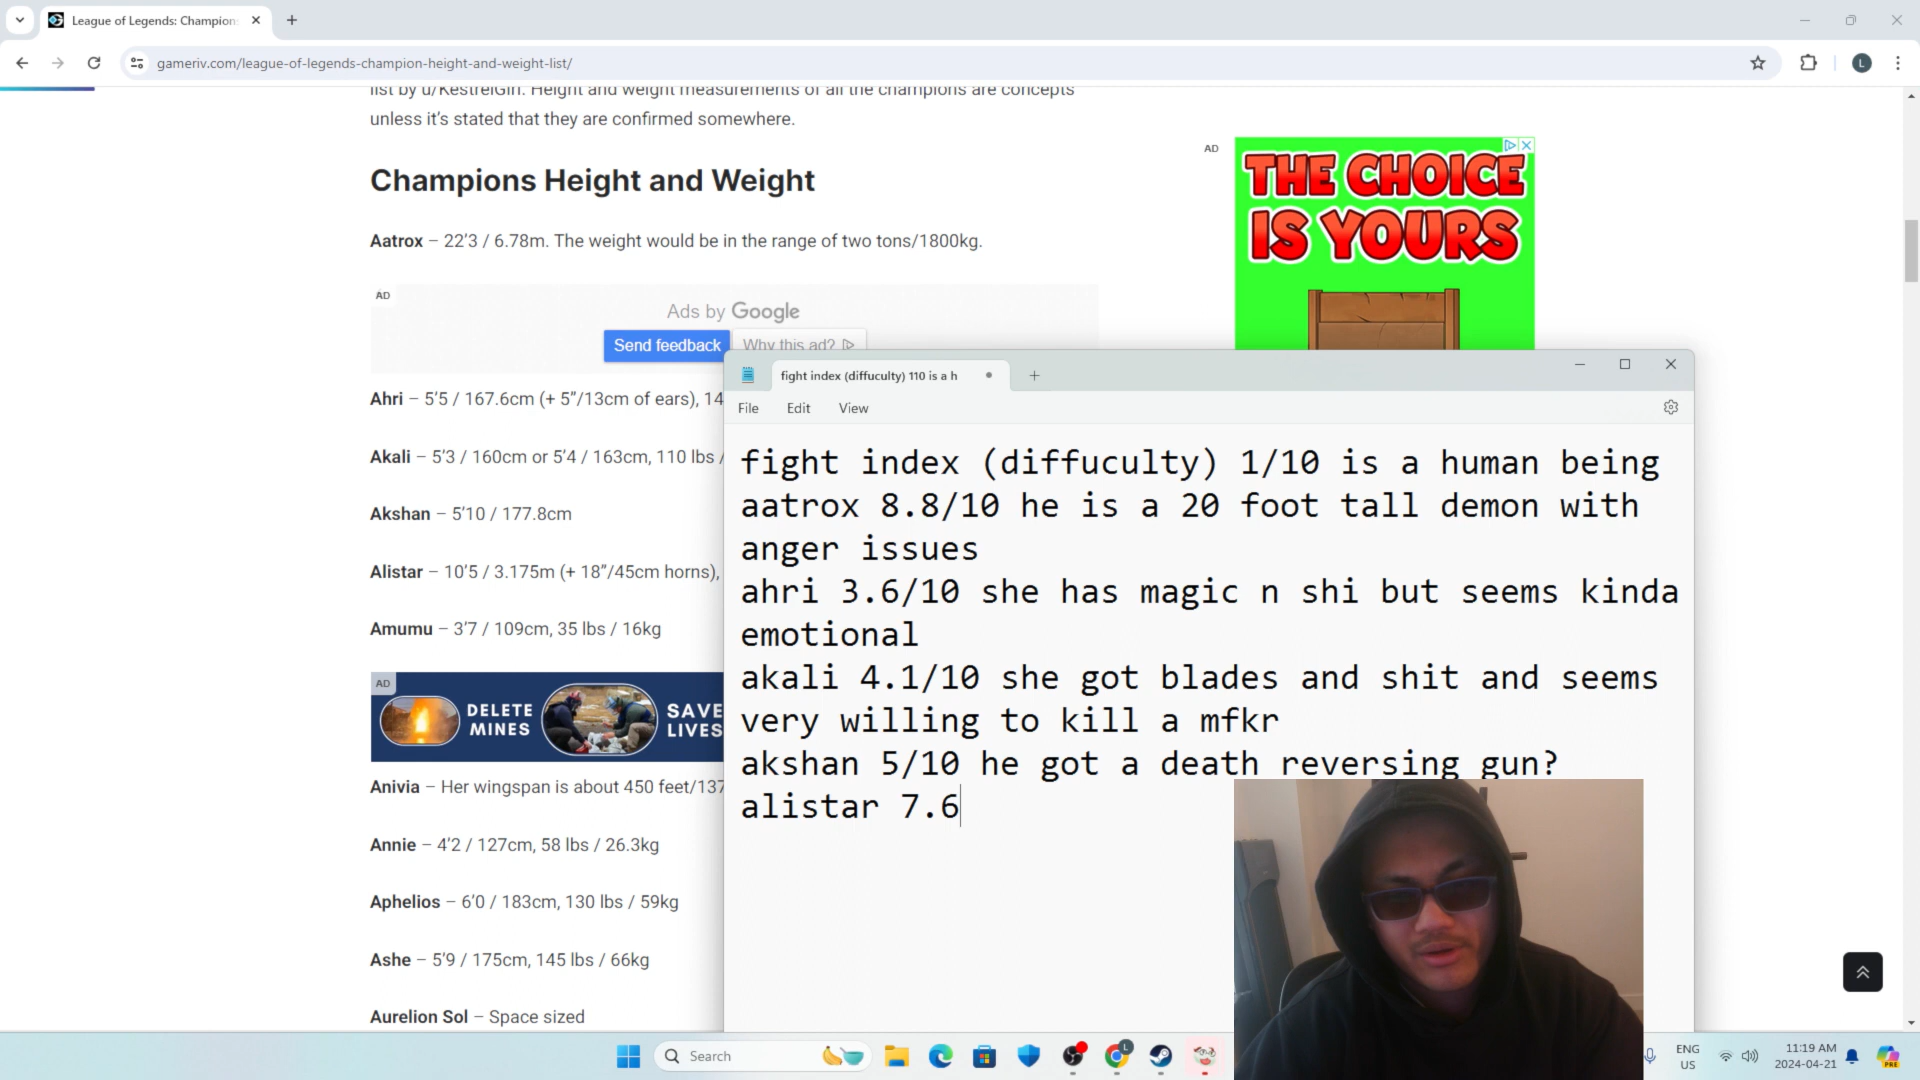 League of Legends: Champion
gameriv.com/league-of-legends-champion-height-and-weight-list/
L
list by u/KestrelGirl. Height and weight measurements of all the champions are concepts
unless it's stated that they are confirmed somewhere.
Champions Height and Weight
Aatrox – 22'3 / 6.78m. The weight would be in the range of two tons/1800kg.
AD
Ads by Google
Send feedback
Why this ad?
Ahri – 5'5 / 167.6cm (+ 5"/13cm of ears), 14
Akali – 5'3 / 160cm or 5'4 / 163cm, 110 lbs /
Akshan – 5'10 / 177.8cm
Alistar – 10'5 / 3.175m (+ 18"/45cm horns),
Amumu – 3'7 / 109cm, 35 lbs / 16kg
AD
DELETE
MINES
SAVE
LIVES
Anivia – Her wingspan is about 450 feet/137
Annie – 4'2 / 127cm, 58 lbs / 26.3kg
Aphelios – 6'0 / 183cm, 130 lbs / 59kg
Ashe – 5'9 / 175cm, 145 lbs / 66kg
Aurelion Sol – Space sized
AD
THE CHOICE
IS YOURS
fight index (diffuculty) 110 is a h
File Edit View
fight index (diffuculty) 1/10 is a human being
aatrox 8.8/10 he is a 20 foot tall demon with
anger issues
ahri 3.6/10 she has magic n shi but seems kinda
emotional
akali 4.1/10 she got blades and shit and seems
very willing to kill a mfkr
akshan 5/10 he got a death reversing gun?
alistar 7.6
Search
L
ENG
US
11:19 AM
2024-04-21
PRE